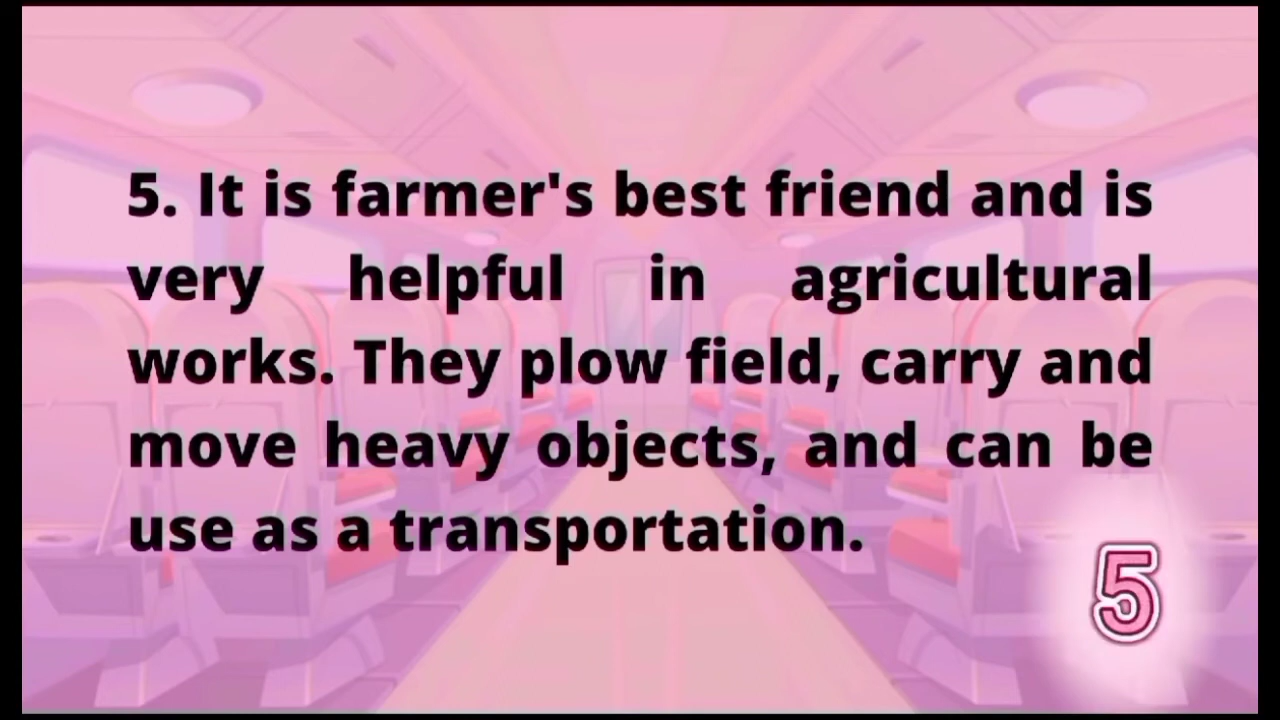 5. It is farmer's best friend and is
very helpful in agricultural
works. They plow field, carry and
move heavy objects, and can be
use as a transportation.
5